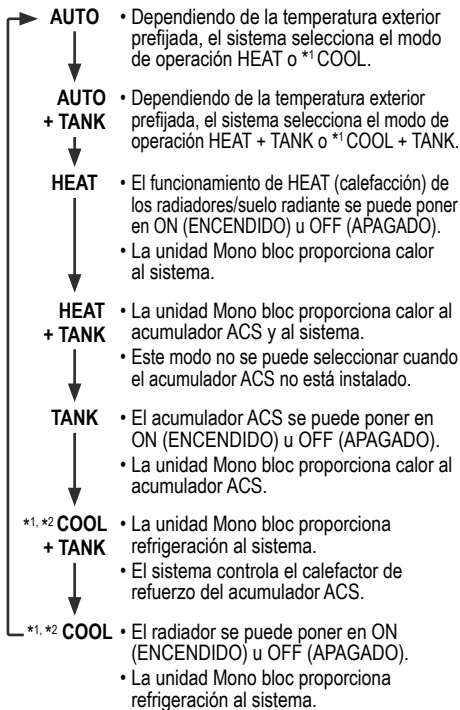 AUTO • Dependiendo de la temperatura exterior
prefijada, el sistema selecciona el modo
de operación HEAT o *1 COOL.
AUTO • Dependiendo de la temperatura exterior
+ TANK prefijada, el sistema selecciona el modo de
operación HEAT + TANK o *1 COOL + TANK.
HEAT • El funcionamiento de HEAT (calefacción) de
los radiadores/suelo radiante se puede poner
en ON (ENCENDIDO) u OFF (APAGADO).
• La unidad Mono bloc proporciona calor
al sistema.
HEAT • La unidad Mono bloc proporciona calor al
+ TANK acumulador ACS y al sistema.
• Este modo no se puede seleccionar cuando
el acumulador ACS no está instalado.
TANK • El acumulador ACS se puede poner en
ON (ENCENDIDO) u OFF (APAGADO).
• La unidad Mono bloc proporciona calor al
acumulador ACS.
*1, *2 COOL • La unidad Mono bloc proporciona
+ TANK refrigeración al sistema.
• El sistema controla el calefactor de
refuerzo del acumulador ACS.
*1, *2 COOL • El radiador se puede poner en ON
(ENCENDIDO) u OFF (APAGADO).
• La unidad Mono bloc proporciona
refrigeración al sistema.